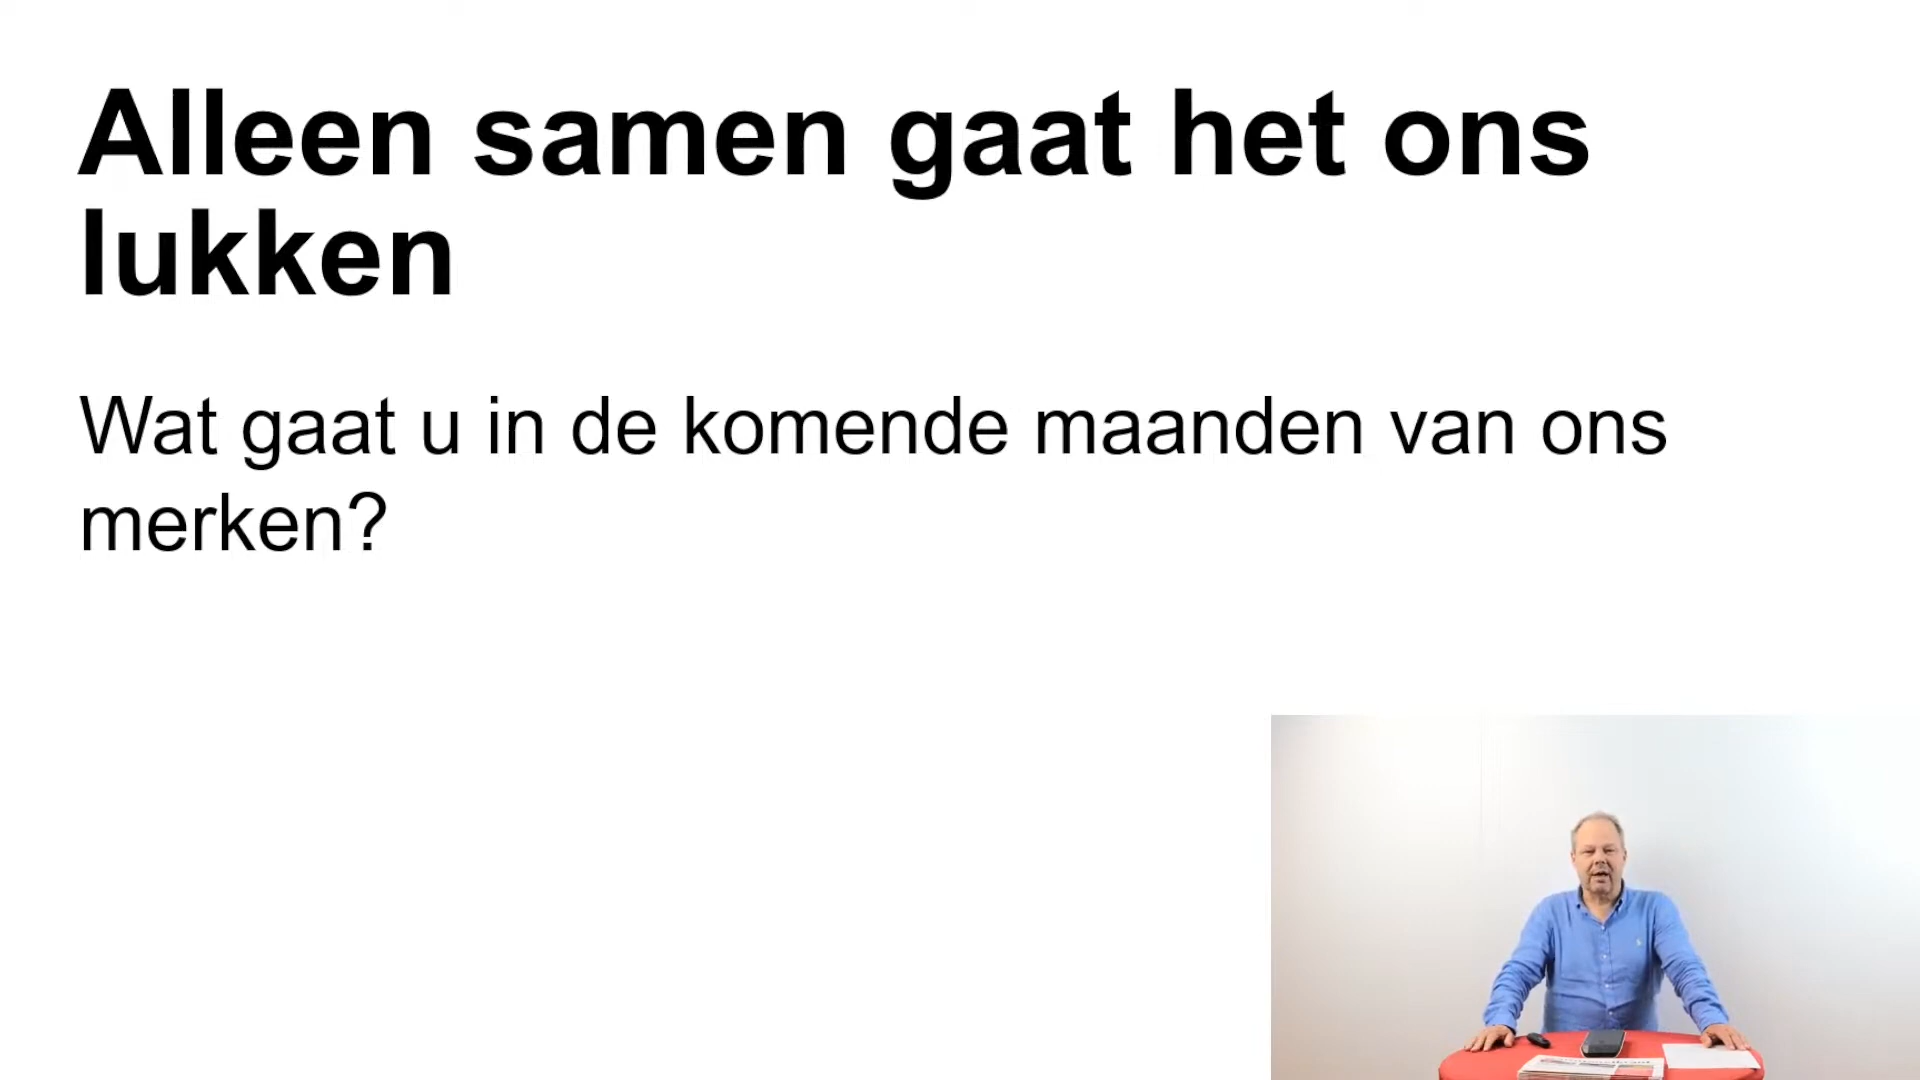 Alleen samen gaat het ons
lukken
Wat gaat u in de komende maanden van ons
merken?